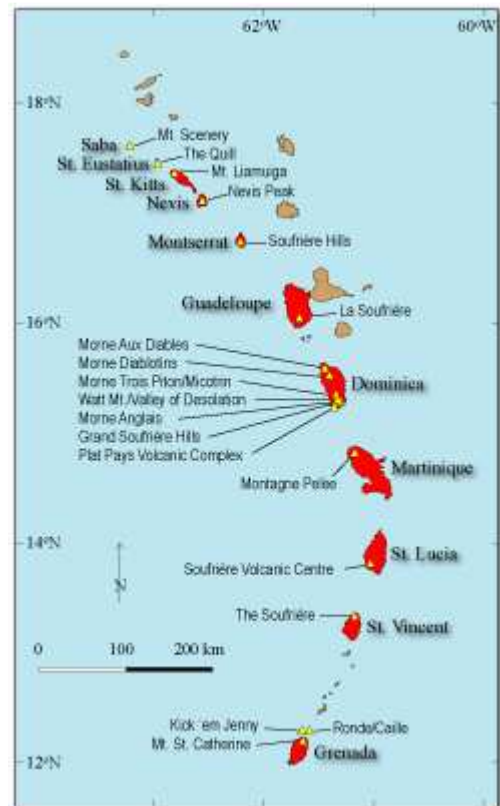 62°W 60°W
18°N
Mt. Scenery
Saba
The Quill
St. Eustatius
Mt. Liamuiga
St. Kitts
Nevis Peak
Nevis
Montserrat Soufrière Hills
Guadeloupe
La Soufrière
16°N
Morne Aux Diables
Morne Diablotins
Morne Trois Piton/Micotrin
Dominica
Watt Mt./Valley of Desolation
Morne Anglais
Grand Soufrière Hills
Plat Pays Volcanic Complex
Martinique
Montagne Pelée
14°N
St. Lucia
Soufrière Volcanic Centre
N
The Soufrière
St. Vincent
0 100 200 km
Kick 'em Jenny Ronde/Caille
Mt. St. Catherine
Grenada
12°N